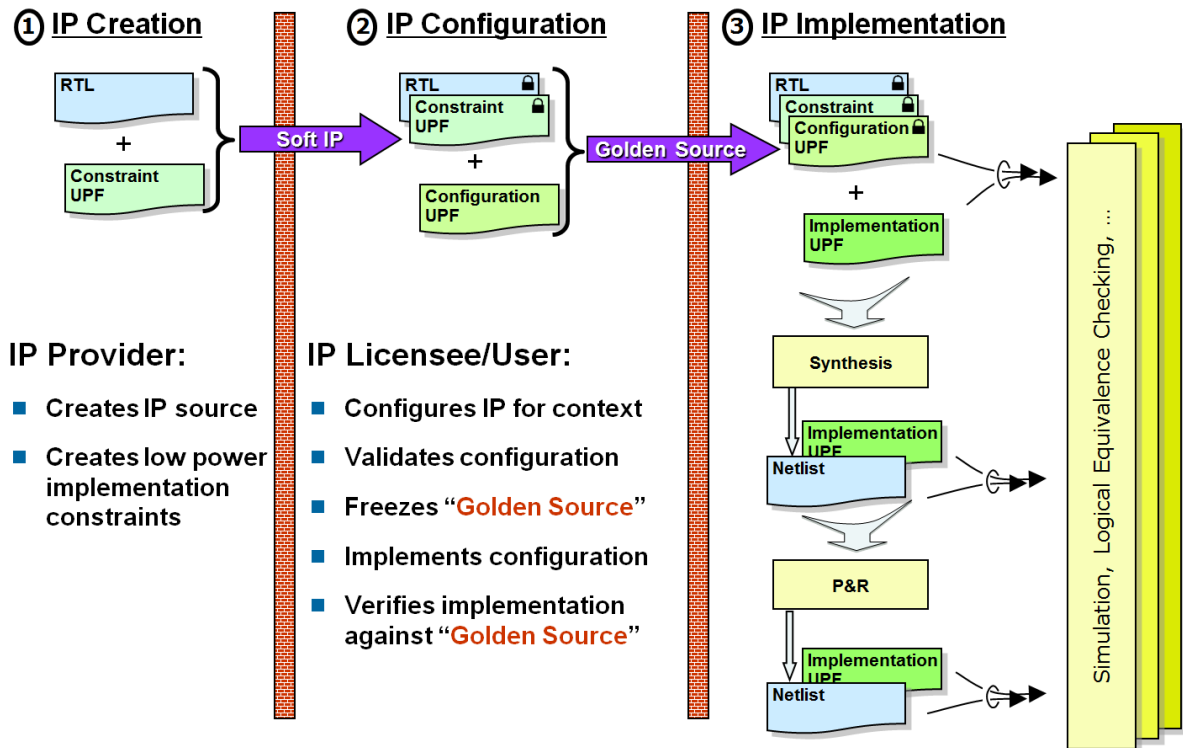 1 IP Creation
RTL
+
Constraint
UPF
Soft IP
2 IP Configuration
RTL
Constraint
UPF
+
Configuration
UPF
Golden Source
3 IP Implementation
RTL
Constraint
Configuration
UPF
+
Implementation
UPF
Synthesis
Implementation
UPF
Netlist
P&R
Implementation
UPF
Netlist
Simulation, Logical Equivalence Checking, ...
IP Provider:
Creates IP source
Creates low power
implementation
constraints
IP Licensee/User:
Configures IP for context
Validates configuration
Freezes “Golden Source”
Implements configuration
Verifies implementation
against “Golden Source”